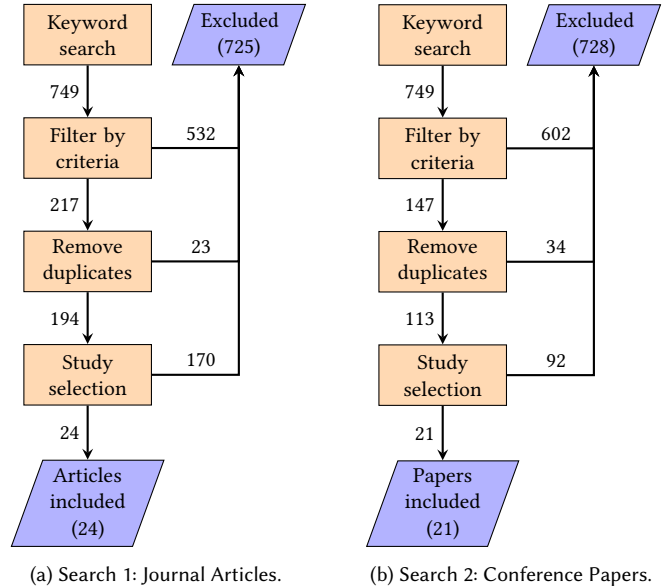 Keyword
search
Excluded
(725)
749
Filter by
criteria
532
217
Remove
duplicates
23
194
Study
selection
170
24
Articles
included
(24)
(a) Search 1: Journal Articles.
Keyword
search
Excluded
(728)
749
Filter by
criteria
602
147
Remove
duplicates
34
113
Study
selection
92
21
Papers
included
(21)
(b) Search 2: Conference Papers.